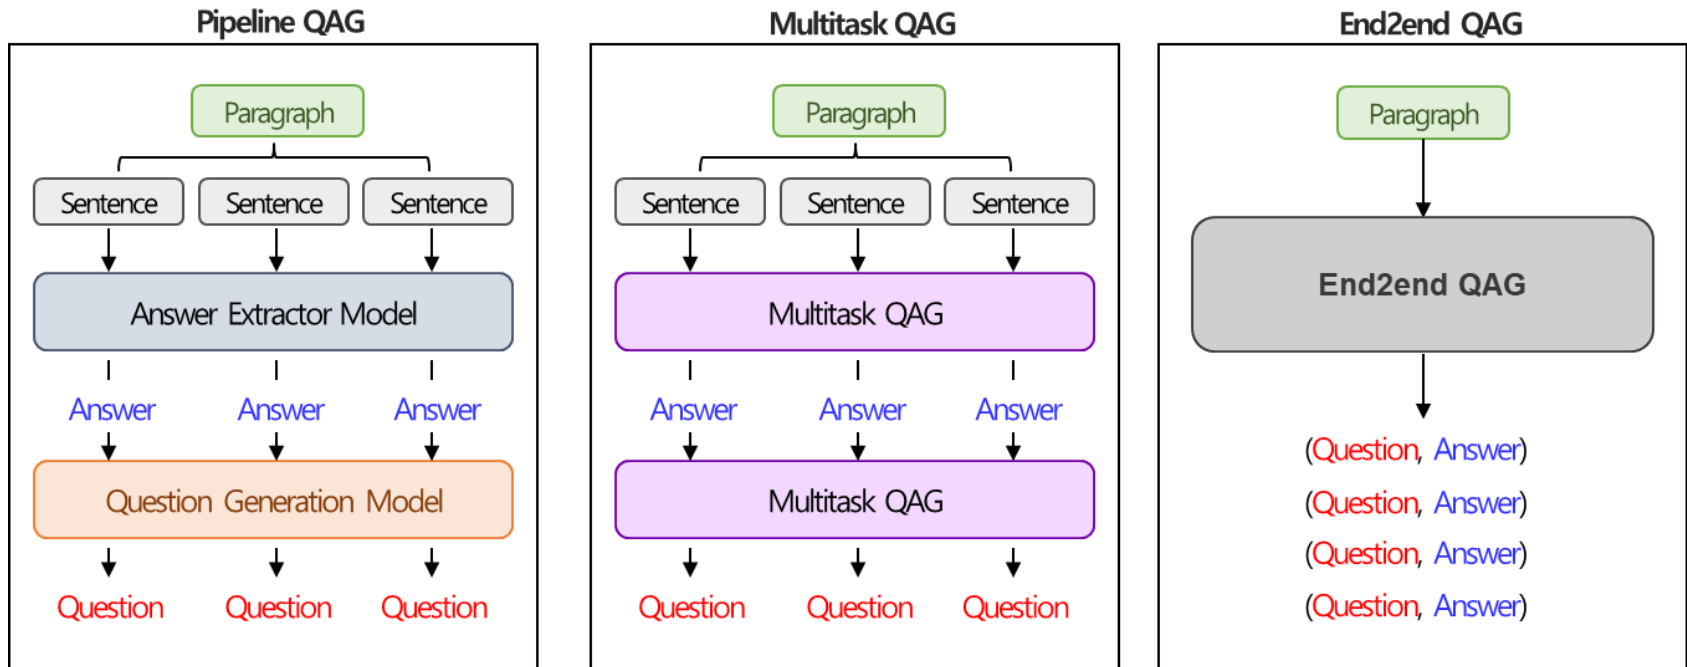 Pipeline QAG
Paragraph
Sentence Sentence Sentence
Answer Extractor Model
Answer Answer Answer
Question Generation Model
Question Question Question
Multitask QAG
Paragraph
Sentence Sentence Sentence
Multitask QAG
Answer Answer Answer
Multitask QAG
Question Question Question
End2end QAG
Paragraph
End2end QAG
(Question, Answer)
(Question, Answer)
(Question, Answer)
(Question, Answer)